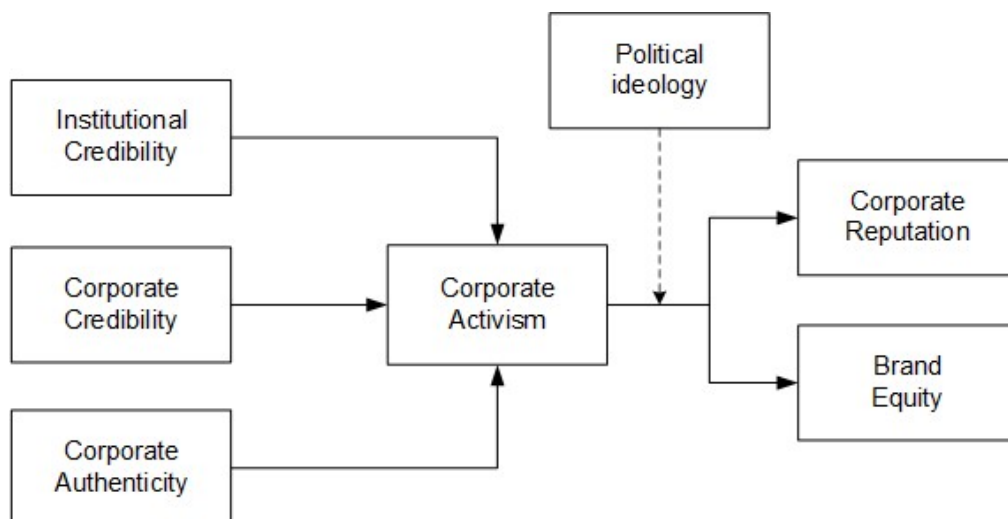 Political
ideology
Institutional
Credibility
Corporate
Credibility
Corporate
Authenticity
Corporate
Activism
Corporate
Reputation
Brand
Equity